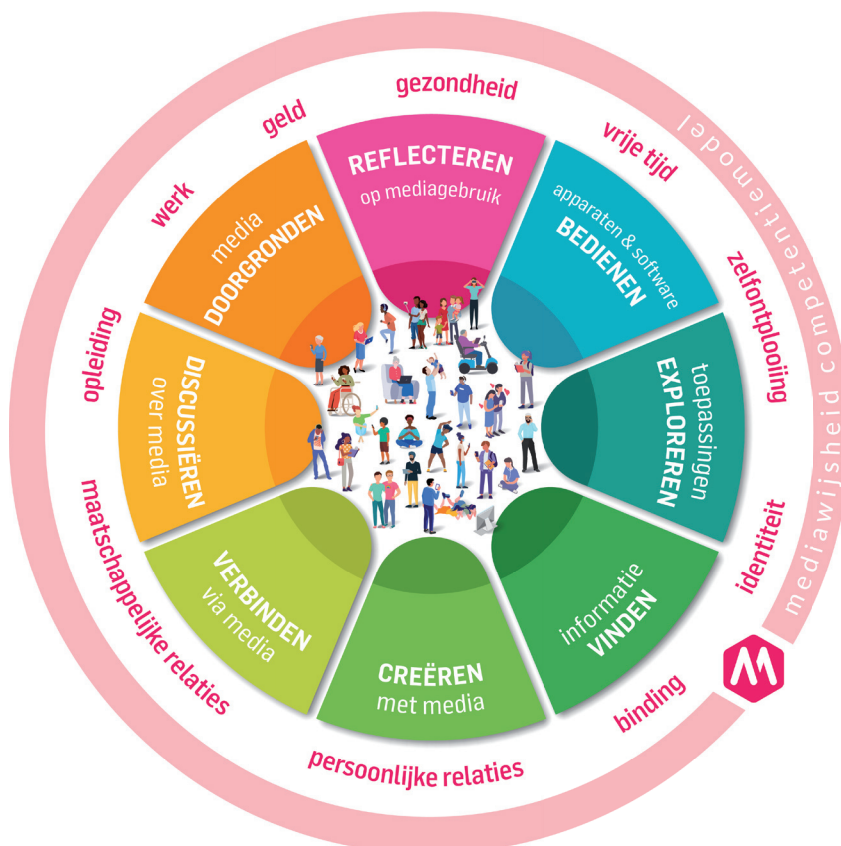 gezondheid
vrije tijd
zelfontplooiing
identiteit
binding
persoonlijke relaties
maatschappelijke relaties
opleiding
werk
geld
mediawijsheid competentiemodel
REFLECTEREN
op mediagebruik
apparaten & software
BEDIENEN
toepassingen
EXPLOREREN
informatie
VINDEN
CREËREN
met media
VERBINDEN
via media
DISCUSSIËREN
over media
media
DOORGRONDEN